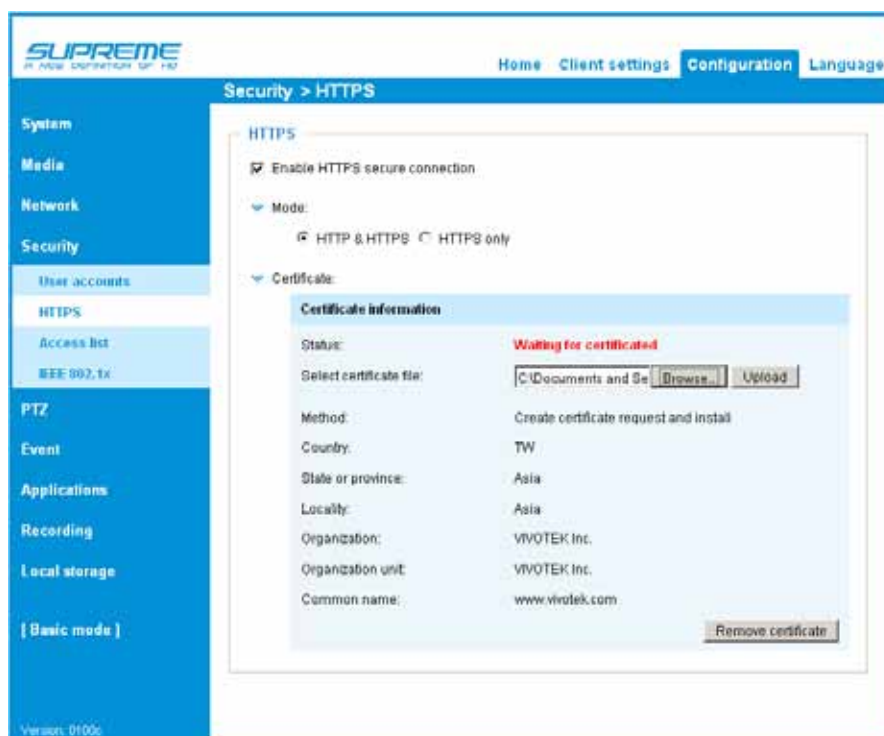 SUPREME
A NEW DEFINITION OF HD
Home Client settings Configuration Language
Security > HTTPS
System
Media
Network
Security
User accounts
HTTPS
Access list
IEEE 802.1x
PTZ
Event
Applications
Recording
Local storage
[ Basic mode ]
Version: 0100c
HTTPS
Enable HTTPS secure connection
Mode:
HTTP & HTTPS HTTPS only
Certificate:
Certificate information
Status: Waiting for certificated
Select certificate file: C:\Documents and Se Browse... Upload
Method: Create certificate request and install
Country: TW
State or province: Asia
Locality: Asia
Organization: VIVOTEK Inc.
Organization unit: VIVOTEK Inc.
Common name: www.vivotek.com
Remove certificate